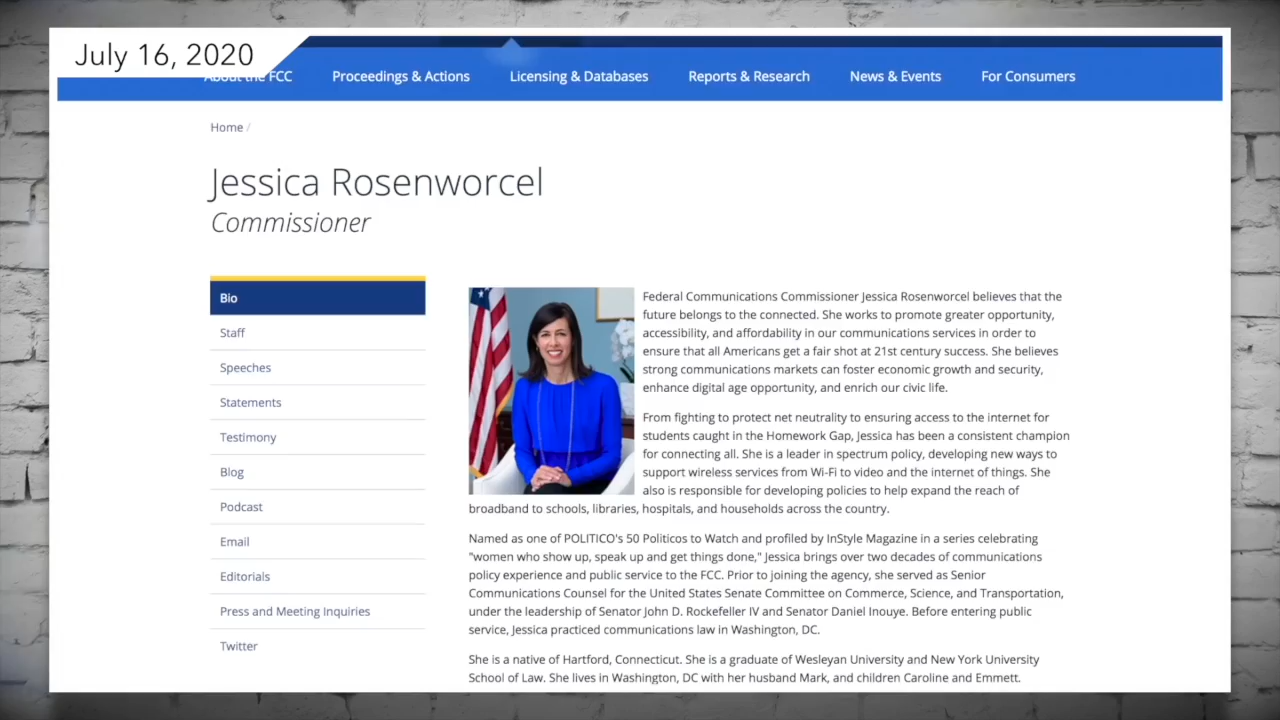 July 16, 2020
About the FCC Proceedings & Actions Licensing & Databases Reports & Research News & Events For Consumers
Home /
Jessica Rosenworcel
Commissioner
Bio
Staff
Speeches
Statements
Testimony
Blog
Podcast
Email
Editorials
Press and Meeting Inquiries
Twitter
Federal Communications Commissioner Jessica Rosenworcel believes that the
future belongs to the connected. She works to promote greater opportunity,
accessibility, and affordability in our communications services in order to
ensure that all Americans get a fair shot at 21st century success. She believes
strong communications markets can foster economic growth and security,
enhance digital age opportunity, and enrich our civic life.
From fighting to protect net neutrality to ensuring access to the internet for
students caught in the Homework Gap, Jessica has been a consistent champion
for connecting all. She is a leader in spectrum policy, developing new ways to
support wireless services from Wi-Fi to video and the internet of things. She
also is responsible for developing policies to help expand the reach of
broadband to schools, libraries, hospitals, and households across the country.
Named as one of POLITICO's 50 Politicos to Watch and profiled by InStyle Magazine in a series celebrating
"women who show up, speak up and get things done," Jessica brings over two decades of communications
policy experience and public service to the FCC. Prior to joining the agency, she served as Senior
Communications Counsel for the United States Senate Committee on Commerce, Science, and Transportation,
under the leadership of Senator John D. Rockefeller IV and Senator Daniel Inouye. Before entering public
service, Jessica practiced communications law in Washington, DC.
She is a native of Hartford, Connecticut. She is a graduate of Wesleyan University and New York University
School of Law. She lives in Washington, DC with her husband Mark, and children Caroline and Emmett.